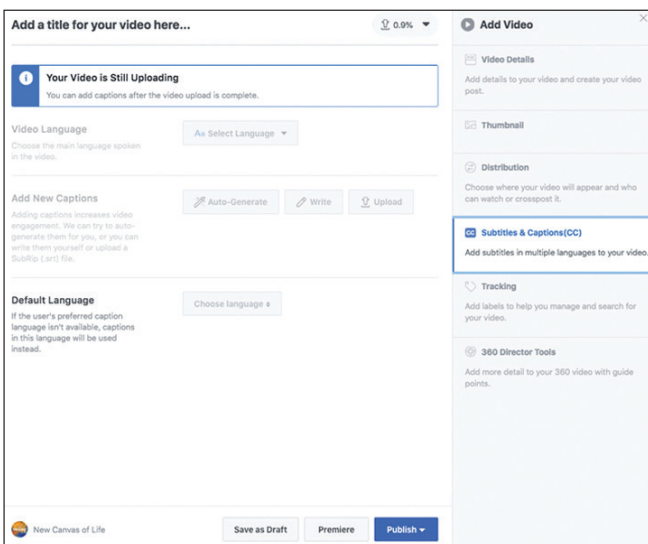 Add a title for your video here...
0.9%
Your Video is Still Uploading
You can add captions after the video upload is complete.
Video Language
Choose the main language spoken
in the video.
Aa Select Language
Add New Captions
Adding captions increases video
engagement. We can try to auto-
generate them for you, or you can
write them yourself or upload a
SubRip (.srt) file.
Auto-Generate
Write
Upload
Default Language
If the user's preferred caption
language isn't available, captions
in this language will be used
instead.
Choose language
New Canvas of Life
Save as Draft
Premiere
Publish
Add Video
Video Details
Add details to your video and create your video
post.
Thumbnail
Distribution
Choose where your video will appear and who
can watch or crosspost it.
CC Subtitles & Captions(CC)
Add subtitles in multiple languages to your video.
Tracking
Add labels to help you manage and search for
your video.
360 Director Tools
Add more detail to your 360 video with guide
points.